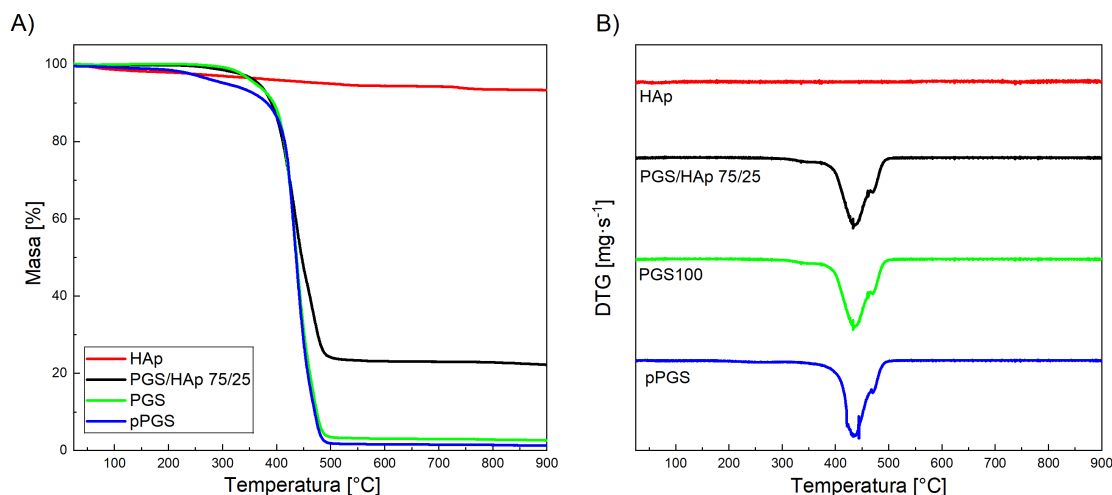 A)
B)
Masa [%]
100
80
60
40
20
0
HAp
PGS/HAp 75/25
PGS
pPGS
100 200 300 400 500 600 700 800 900
Temperatura [°C]
DTG [mg·s⁻¹]
HAp
PGS/HAp 75/25
PGS100
pPGS
100 200 300 400 500 600 700 800 900
Temperatura [°C]